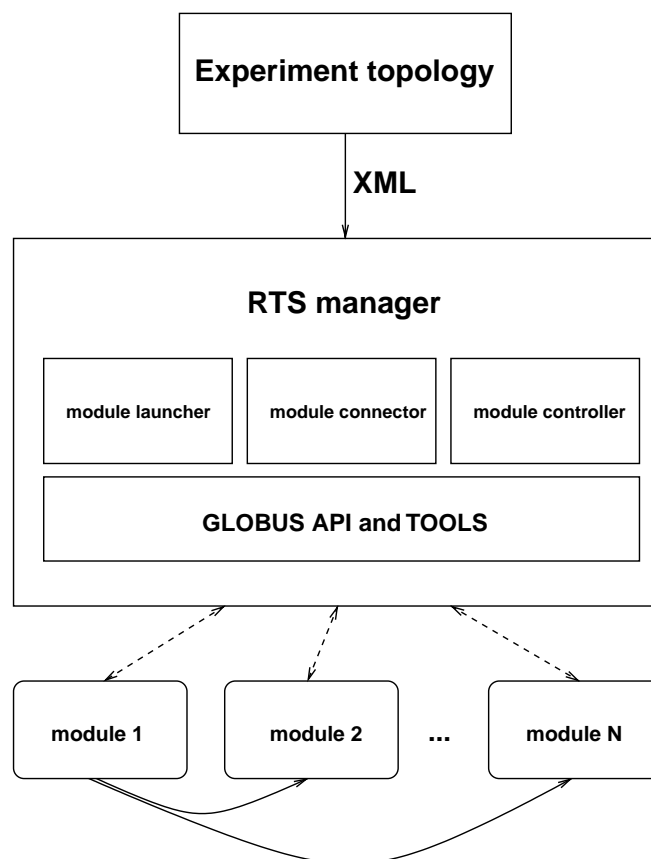 Experiment topology
XML
RTS manager
module launcher
module connector
module controller
GLOBUS API and TOOLS
module 1
module 2
...
module N